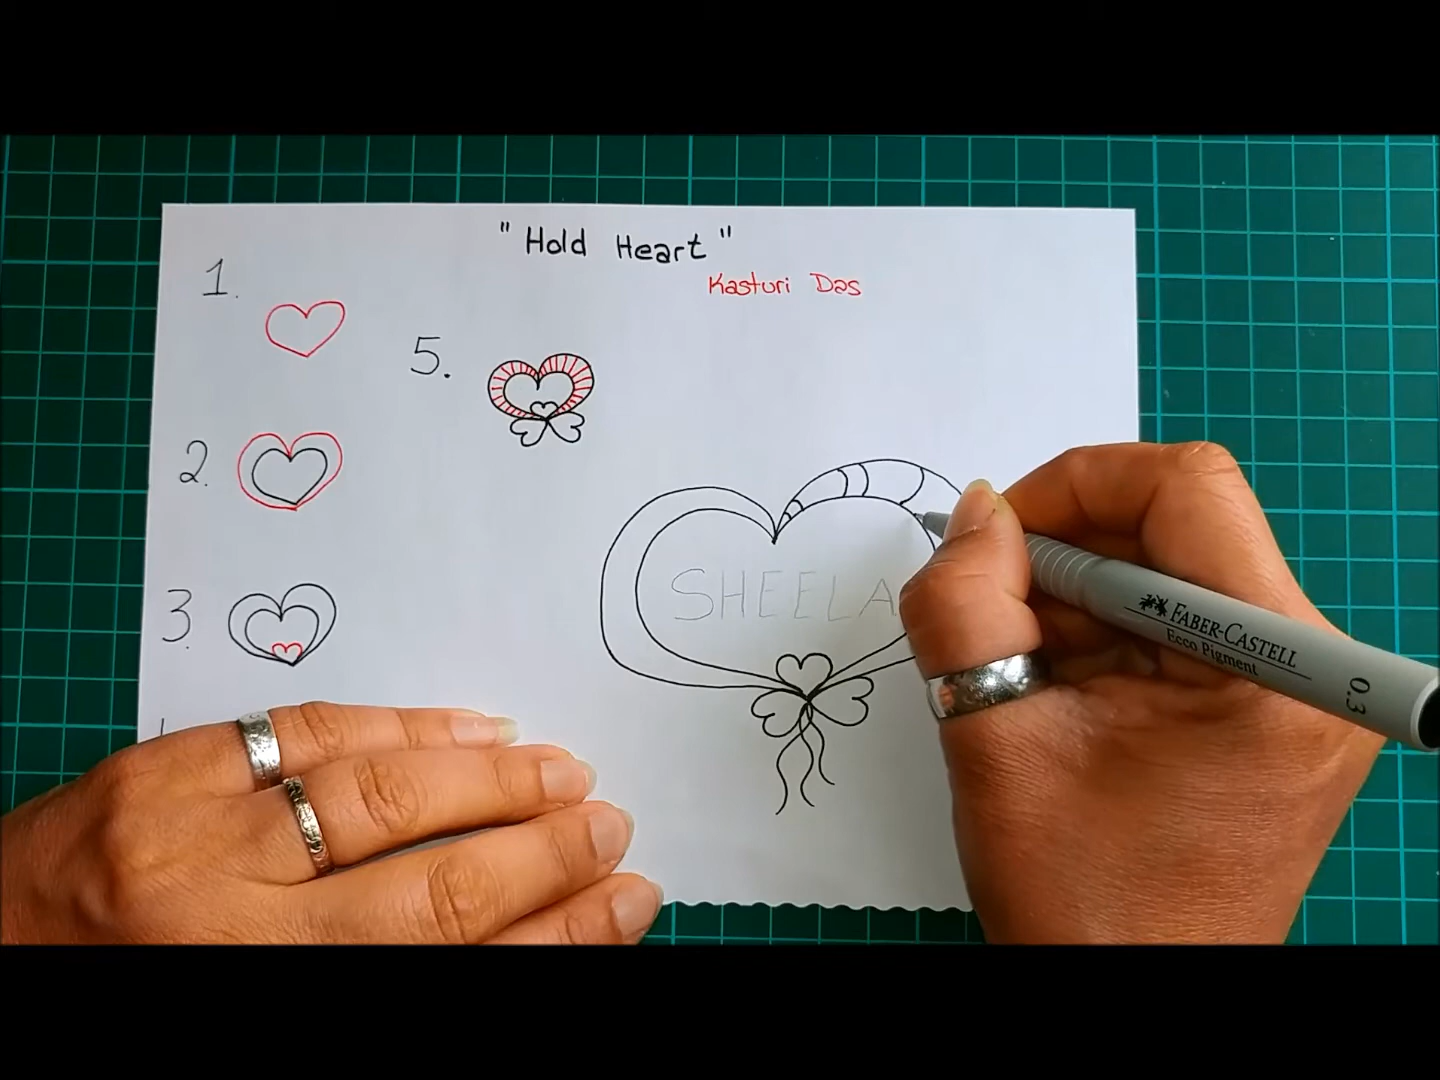 "Hold Heart"
Kasturi Das
1.
5.
2.
3.
SHEELA
FABER-CASTELL
Ecco Pigment
0.3